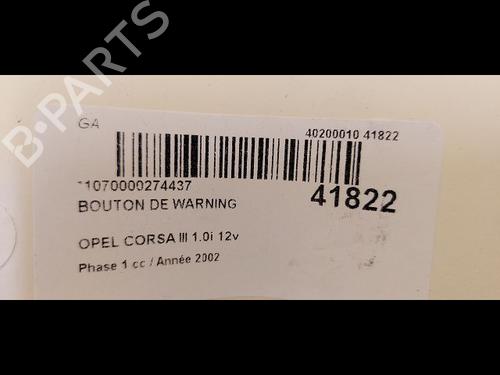 GA
40200010 41822
*1070000274437
41822
BOUTON DE WARNING
OPEL CORSA III 1.0i 12v
Phase 1 cc / Année 2002
B-PARTS